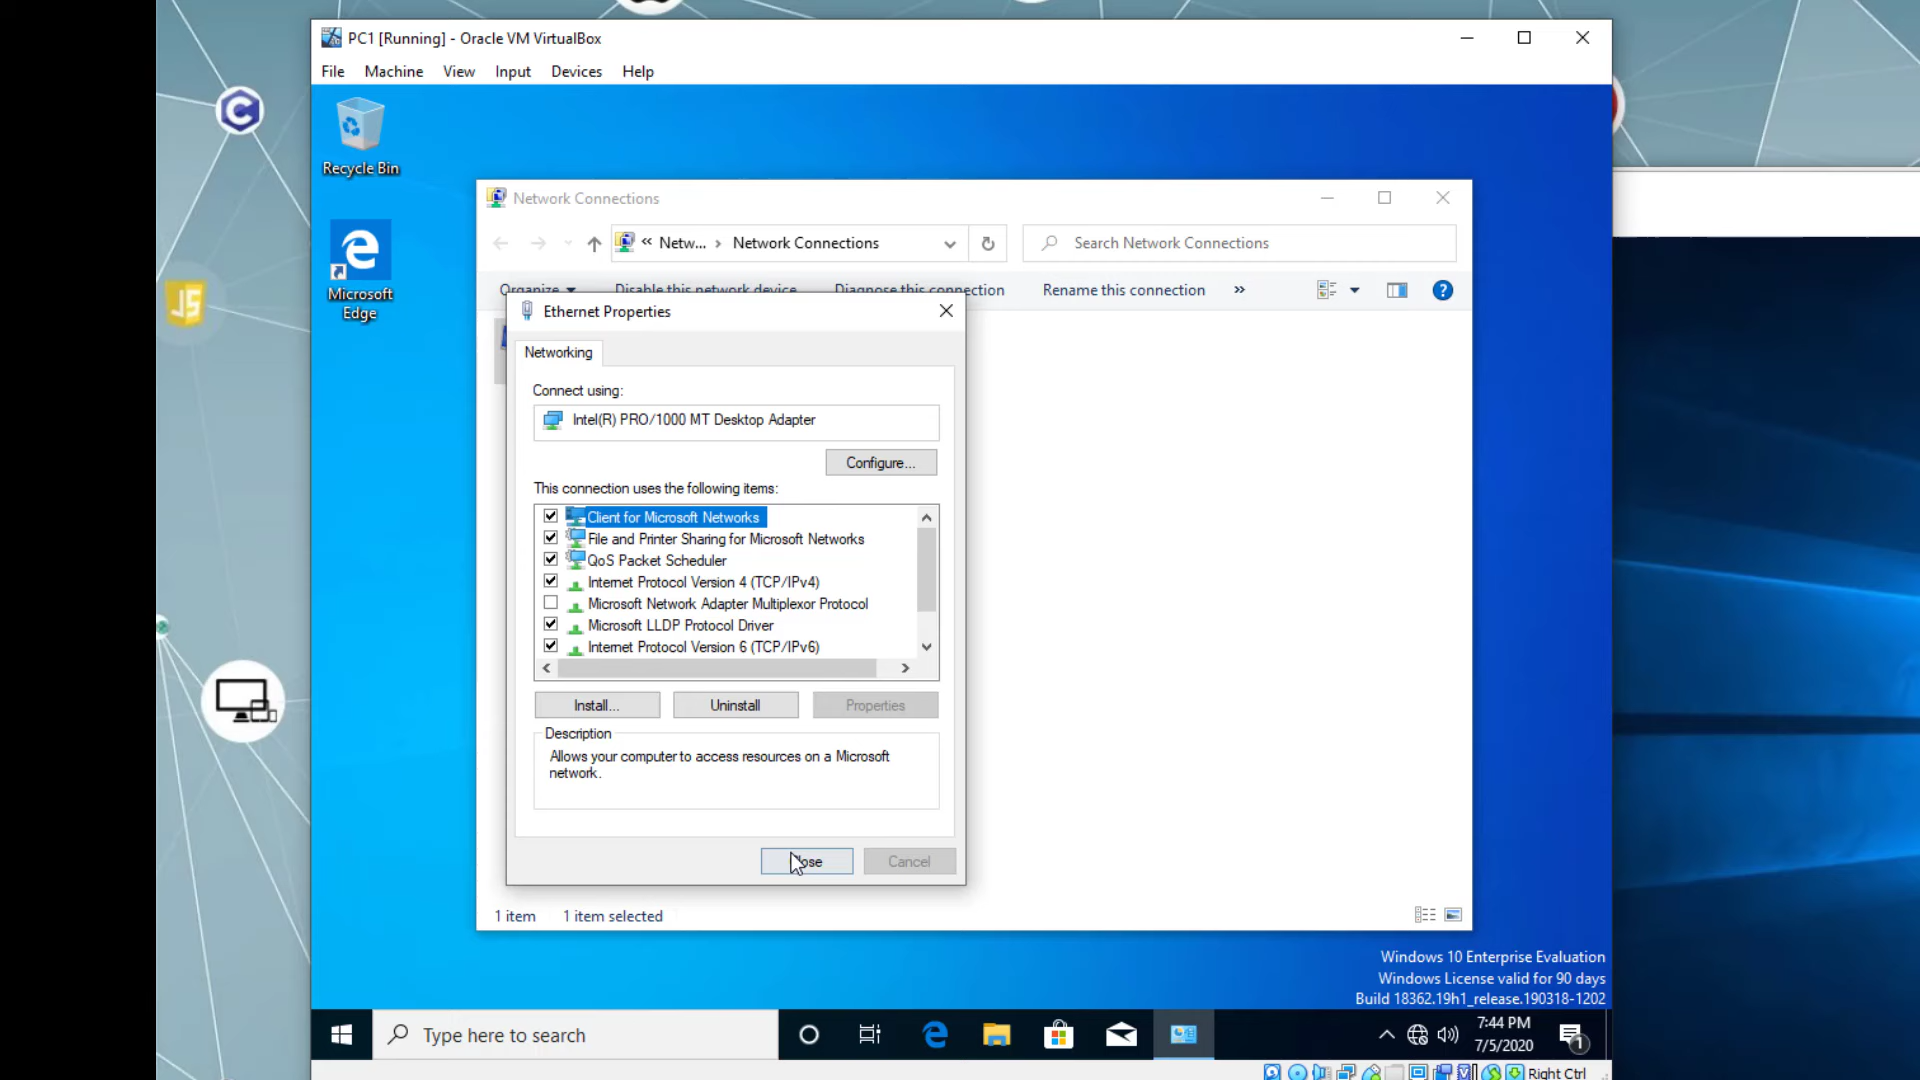 PC1 [Running] - Oracle VM VirtualBox
File Machine View Input Devices Help
Recycle Bin
Microsoft
Edge
JS
Network Connections
« Netw... › Network Connections
Search Network Connections
Organize Disable this network device Diagnose this connection Rename this connection »
Ethernet Properties
Networking
Connect using:
Intel(R) PRO/1000 MT Desktop Adapter
Configure...
This connection uses the following items:
Client for Microsoft Networks
File and Printer Sharing for Microsoft Networks
QoS Packet Scheduler
Internet Protocol Version 4 (TCP/IPv4)
Microsoft Network Adapter Multiplexor Protocol
Microsoft LLDP Protocol Driver
Internet Protocol Version 6 (TCP/IPv6)
Install... Uninstall Properties
Description
Allows your computer to access resources on a Microsoft
network.
Close Cancel
1 item 1 item selected
Windows 10 Enterprise Evaluation
Windows License valid for 90 days
Build 18362.19h1_release.190318-1202
Type here to search
7:44 PM
7/5/2020
1
Right Ctrl